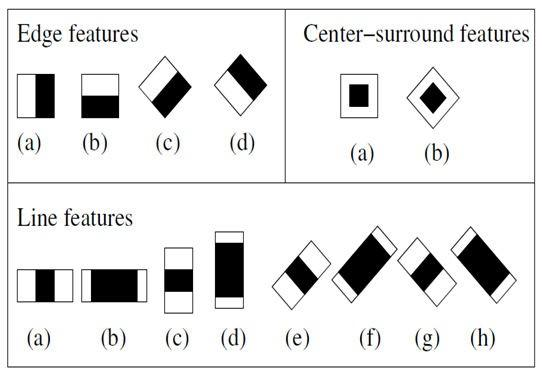 Edge features
(a) (b) (c) (d)
Center-surround features
(a) (b)
Line features
(a) (b) (c) (d) (e) (f) (g) (h)